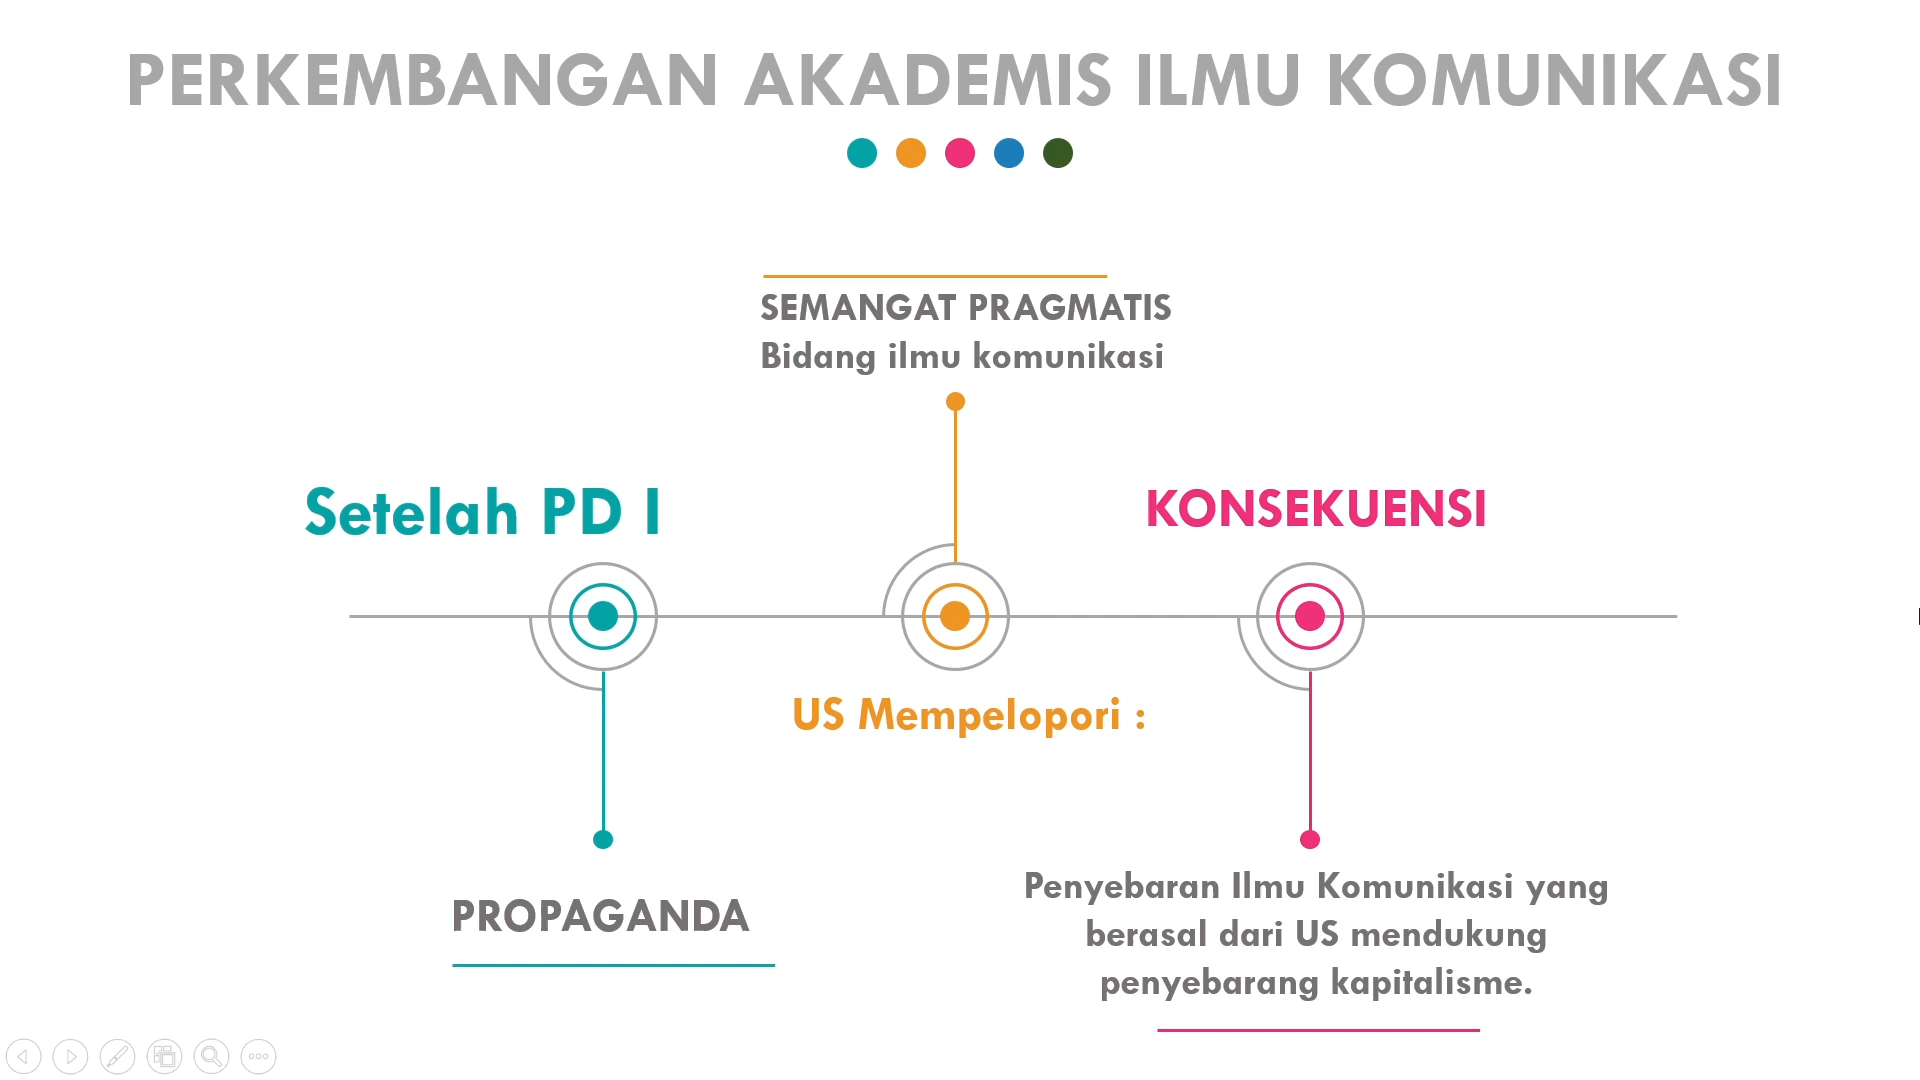 PERKEMBANGAN AKADEMIS ILMU KOMUNIKASI
SEMANGAT PRAGMATIS
Bidang ilmu komunikasi
Setelah PD I
KONSEKUENSI
US Mempelopori :
PROPAGANDA
Penyebaran Ilmu Komunikasi yang
berasal dari US mendukung
penyebarang kapitalisme.